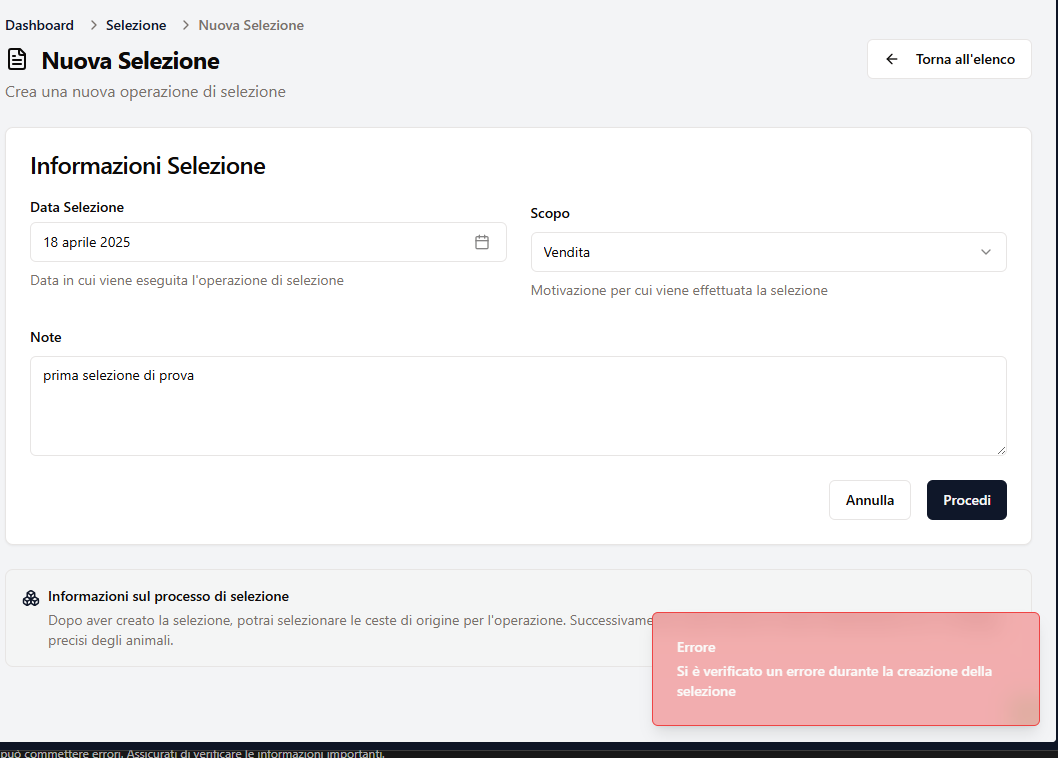 Dashboard > Selezione > Nuova Selezione
Nuova Selezione
Torna all'elenco
Crea una nuova operazione di selezione
Informazioni Selezione
Data Selezione
18 aprile 2025
Data in cui viene eseguita l'operazione di selezione
Scopo
Vendita
Motivazione per cui viene effettuata la selezione
Note
prima selezione di prova
Annulla
Procedi
Informazioni sul processo di selezione
Dopo aver creato la selezione, potrai selezionare le ceste di origine per l'operazione.
precisi degli animali.
Errore
Si è verificato un errore durante la creazione della
selezione
può commettere errori. Assicurati di verificare le informazioni importanti.